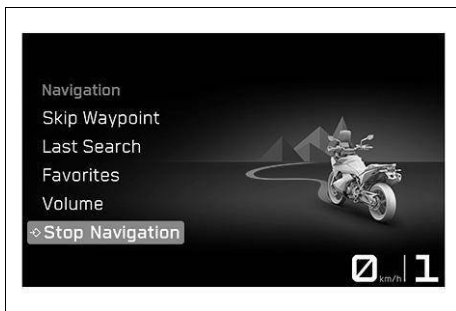 Navigation
Skip Waypoint
Last Search
Favorites
Volume
Stop Navigation
0 km/h 1